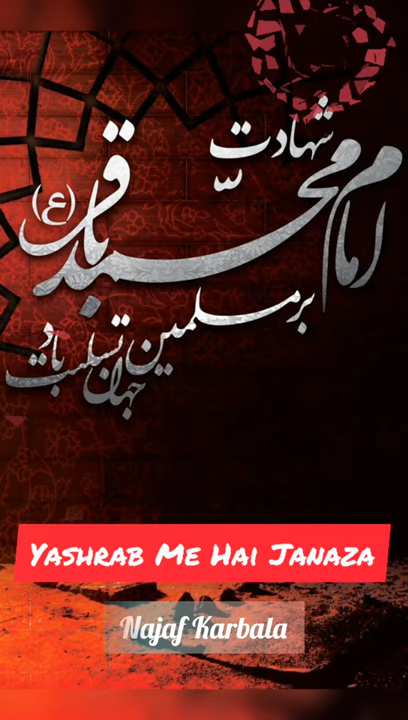 شهادت
امام محمد باقر (ع)
بر مسلمین
جهان تسلیت باد
Yashrab Me Hai Janaza
Najaf Karbala